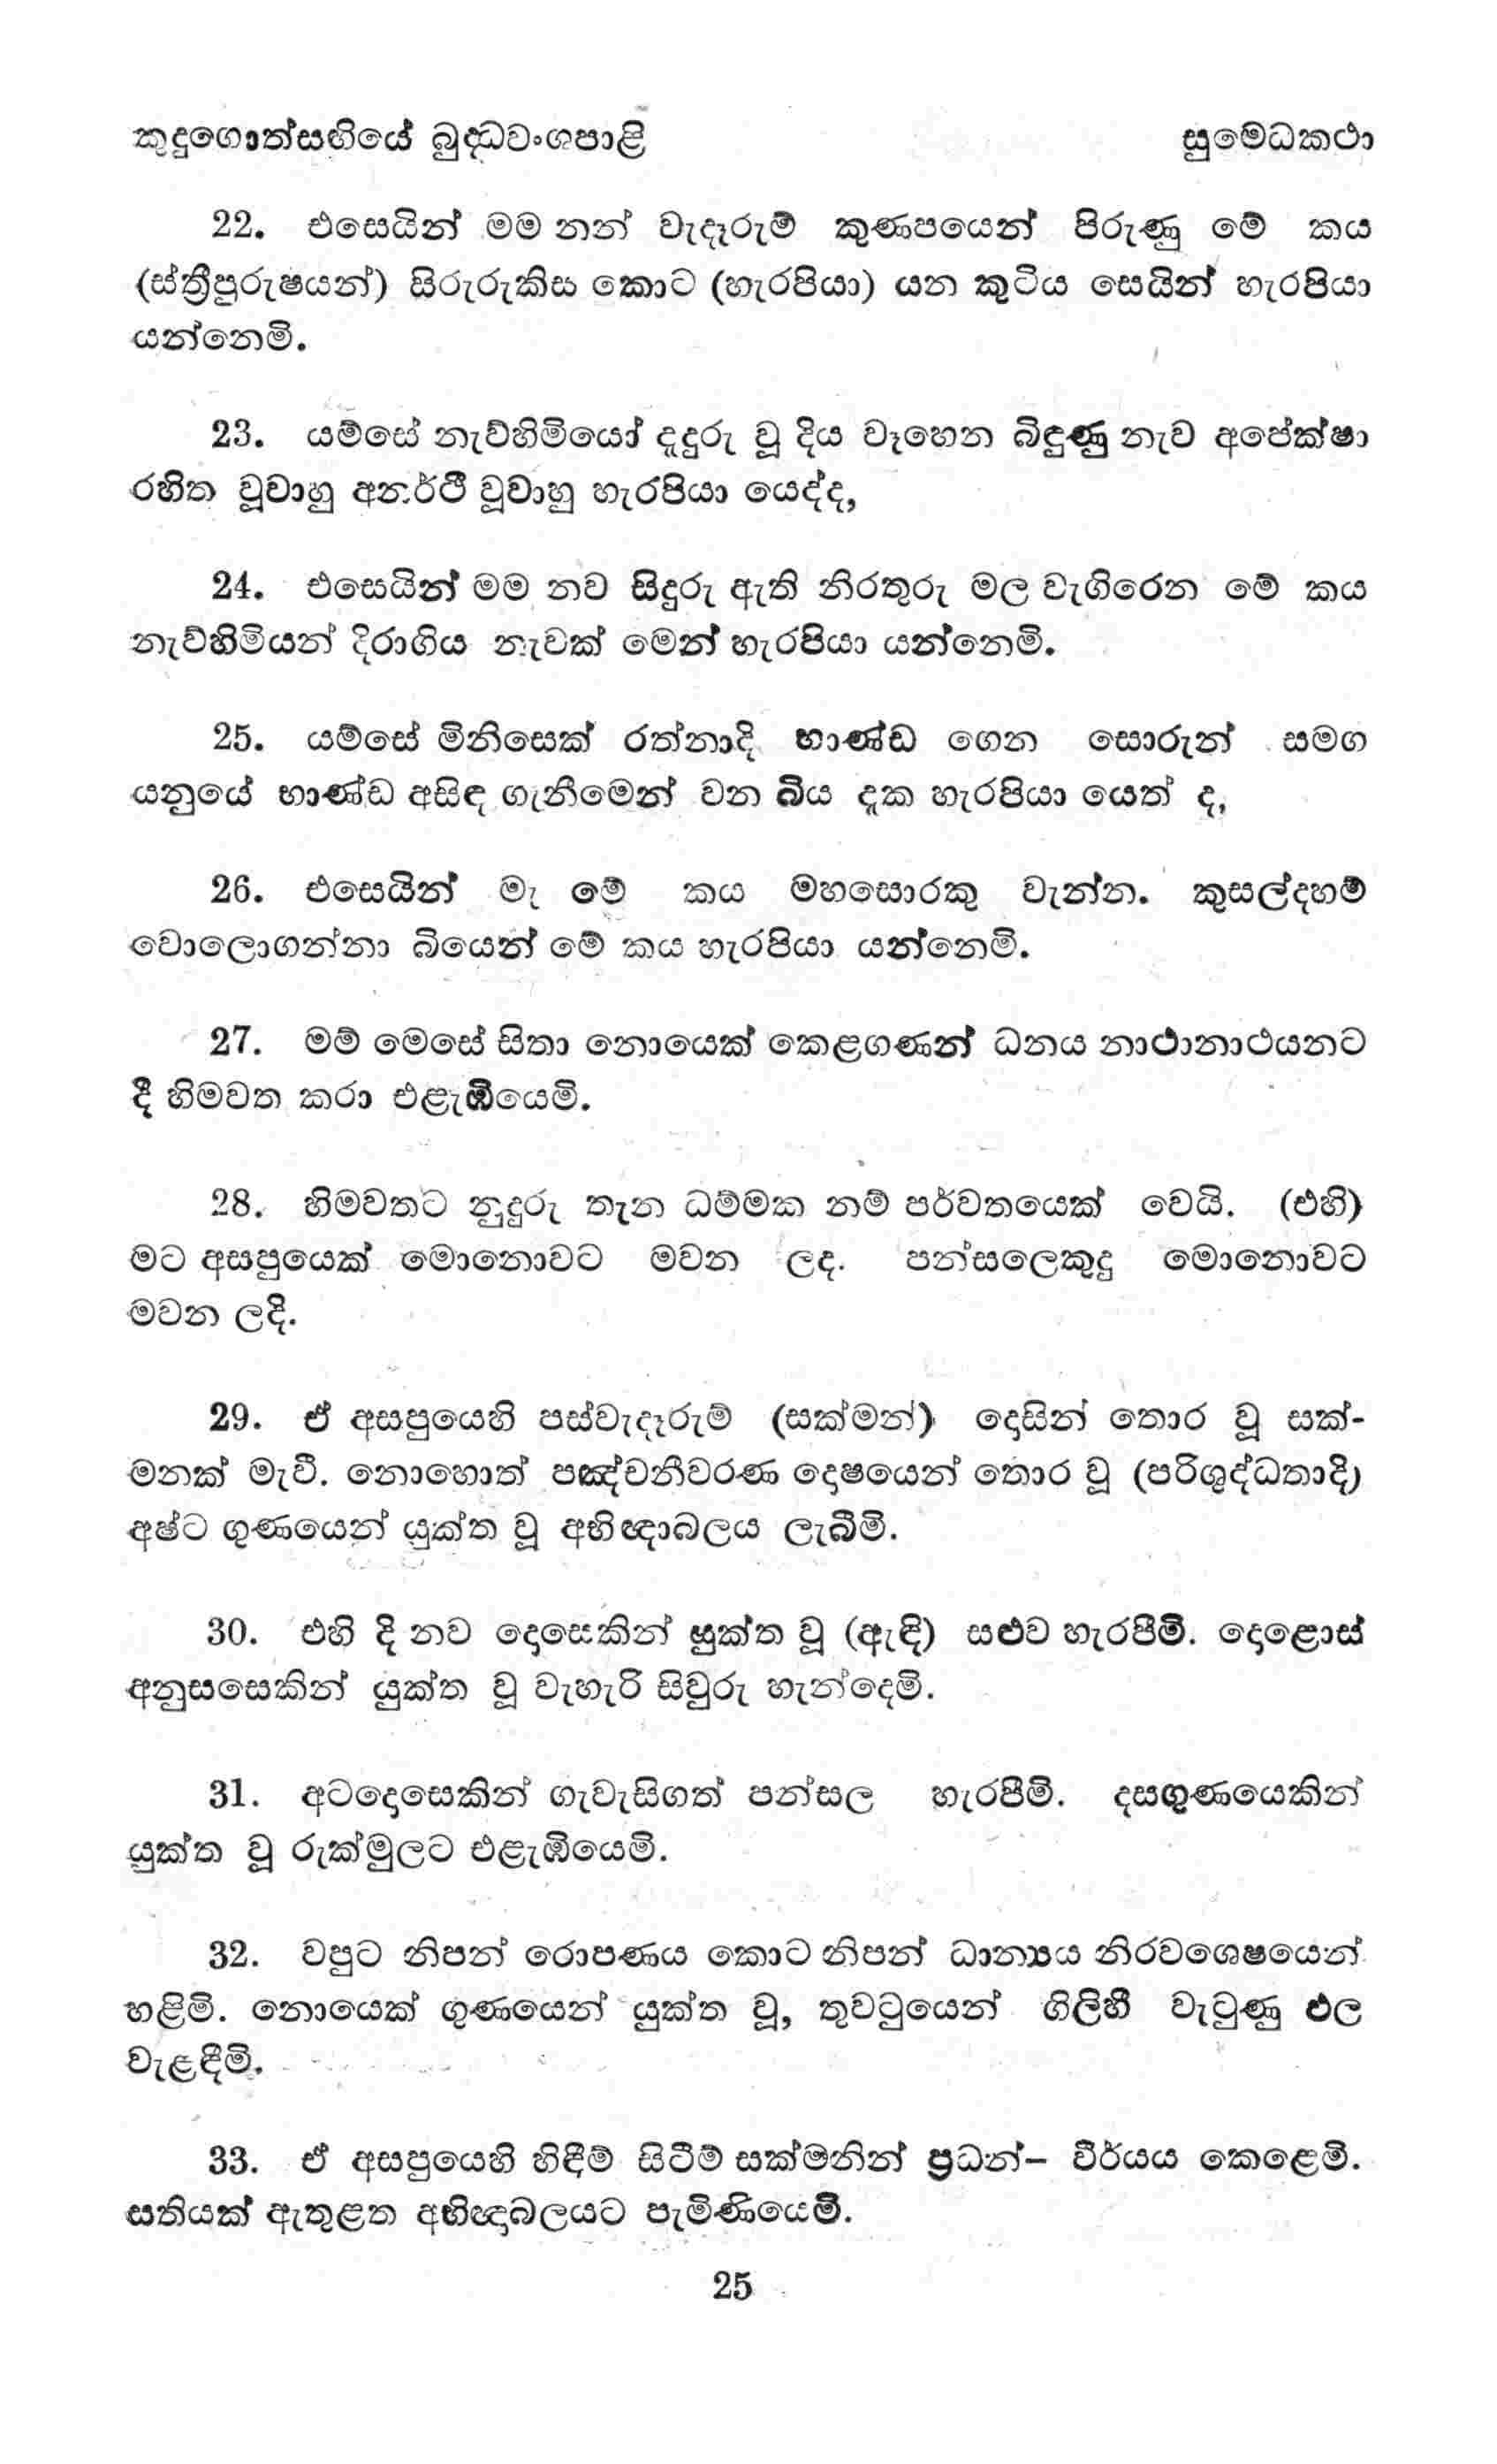 කුදුගොත්සඟියේ බුද්ධවංශපාළි සුමෙධකථා
22. එසෙයින් මම නන් වැදෑරුම් කුණපයෙන් පිරුණු මේ කය
(ස්ත්‍රීපුරුෂයන්) සිරුරුකිස කොට (හැරපියා) යන කුටිය සෙයින් හැරපියා
යන්නෙමි.
23. යම්සේ නැව්හිමියෝ දූදුරු වූ දිය වෑහෙන බිඳුණු නැව අපේක්ෂා
රහිත වූවාහු අනර්ථී වූවාහු හැරපියා යෙද්ද,
24. එසෙයින් මම නව සිදුරු ඇති නිරතුරු මල වැගිරෙන මේ කය
නැව්හිමියන් දිරාගිය නැවක් මෙන් හැරපියා යන්නෙමි.
25. යම්සේ මිනිසෙක් රත්නාදි භාණ්ඩ ගෙන සොරුන් සමග
යනුයේ භාණ්ඩ අසිඳ ගැනීමෙන් වන බිය දැක හැරපියා යෙත් ද,
26. එසෙයින් මැ මේ කය මහසොරකු වැන්න. කුසල්දහම්
වොලොගන්නා බියෙන් මේ කය හැරපියා යන්නෙමි.
27. මම් මෙසේ සිතා නොයෙක් කෙළගණන් ධනය නාථානාථයනට
දී හිමවත කරා එළැඹියෙමි.
28. හිමවතට නුදුරු තැන ධම්මක නම් පර්වතයෙක් වෙයි. (එහි)
මට අසපුයෙක් මොනොවට මවන ලද. පන්සලෙකුදු මොනොවට
මවන ලදි.
29. ඒ අසපුයෙහි පස්වැදෑරුම් (සක්මන්) දොසින් තොර වූ සක්-
මනක් මැවී. නොහොත් පඤ්චනීවරණ දොෂයෙන් තොර වූ (පරිශුද්ධතාදි)
අෂ්ට ගුණයෙන් යුක්ත වූ අභිඥාබලය ලැබීමි.
30. එහි දි නව දොසෙකින් යුක්ත වූ (ඇඳි) සළුව හැරපීමි. දොළොස්
අනුසසෙකින් යුක්ත වූ වැහැරි සිවුරු හැන්දෙමි.
31. අටදොසෙකින් ගැවැසිගත් පන්සල හැරපීමි. දසගුණයෙකින්
යුක්ත වූ රුක්මුලට එළැඹියෙමි.
32. වපුට නිපන් රොපණය කොට නිපන් ධාන්‍යය නිරවශෙෂයෙන්
හළිමි. නොයෙක් ගුණයෙන් යුක්ත වූ, තුවටුයෙන් ගිලිහී වැටුණු ඵල
වැළඳීමි.
33. ඒ අසපුයෙහි හිඳීම් සිටීම් සක්මනින් ප්‍රධන්– වීර්යය කෙළෙමි.
සතියක් ඇතුළත අභිඥාබලයට පැමිණියෙමි.
25